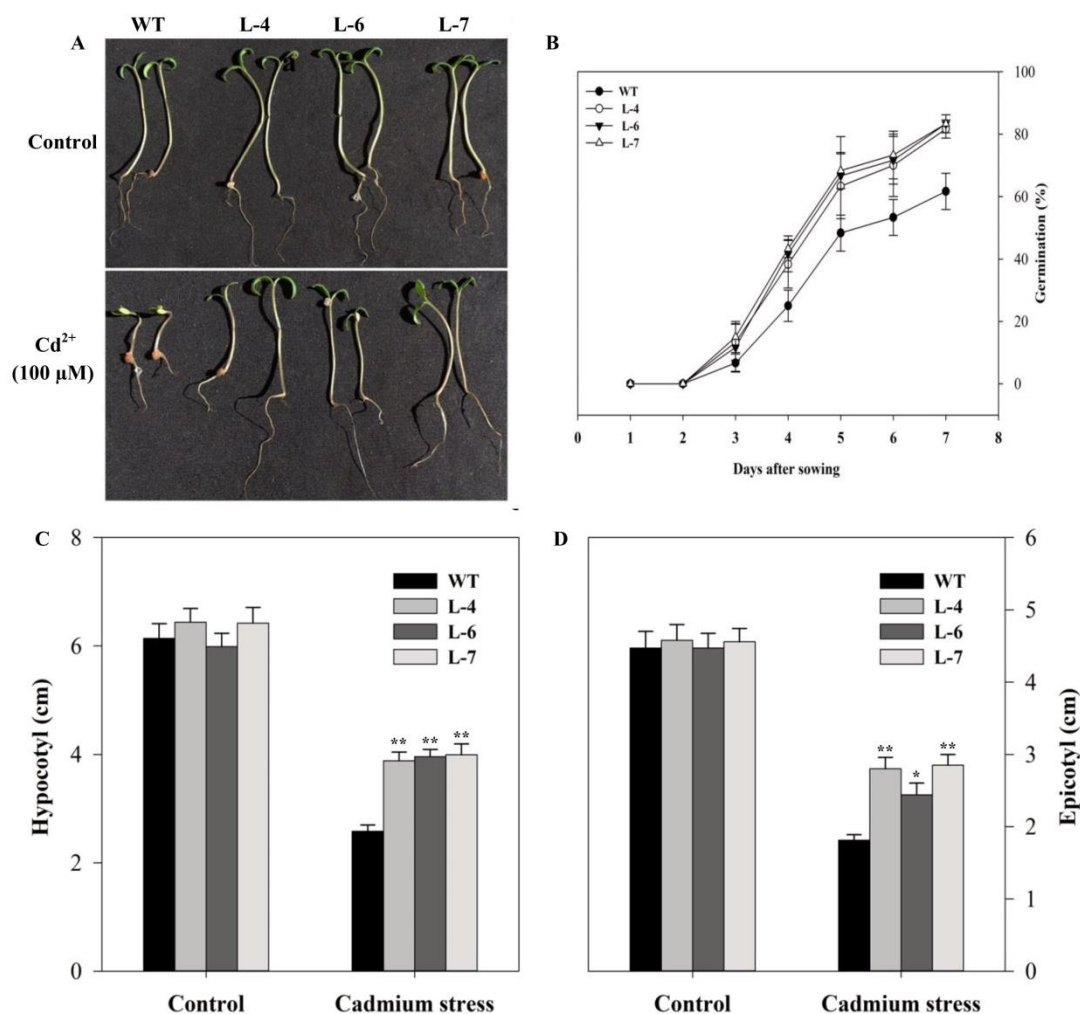 WT L-4 L-6 L-7
A
a
Control
Cd²⁺
(100 µM)
B
WT
L-4
L-6
L-7
100
80
60
40
20
0
Germination (%)
0 1 2 3 4 5 6 7 8
Days after sowing
C
8
6
4
2
0
Hypocotyl (cm)
WT
L-4
L-6
L-7
** ** **
Control Cadmium stress
D
6
5
4
3
2
1
0
Epicotyl (cm)
WT
L-4
L-6
L-7
** * **
Control Cadmium stress